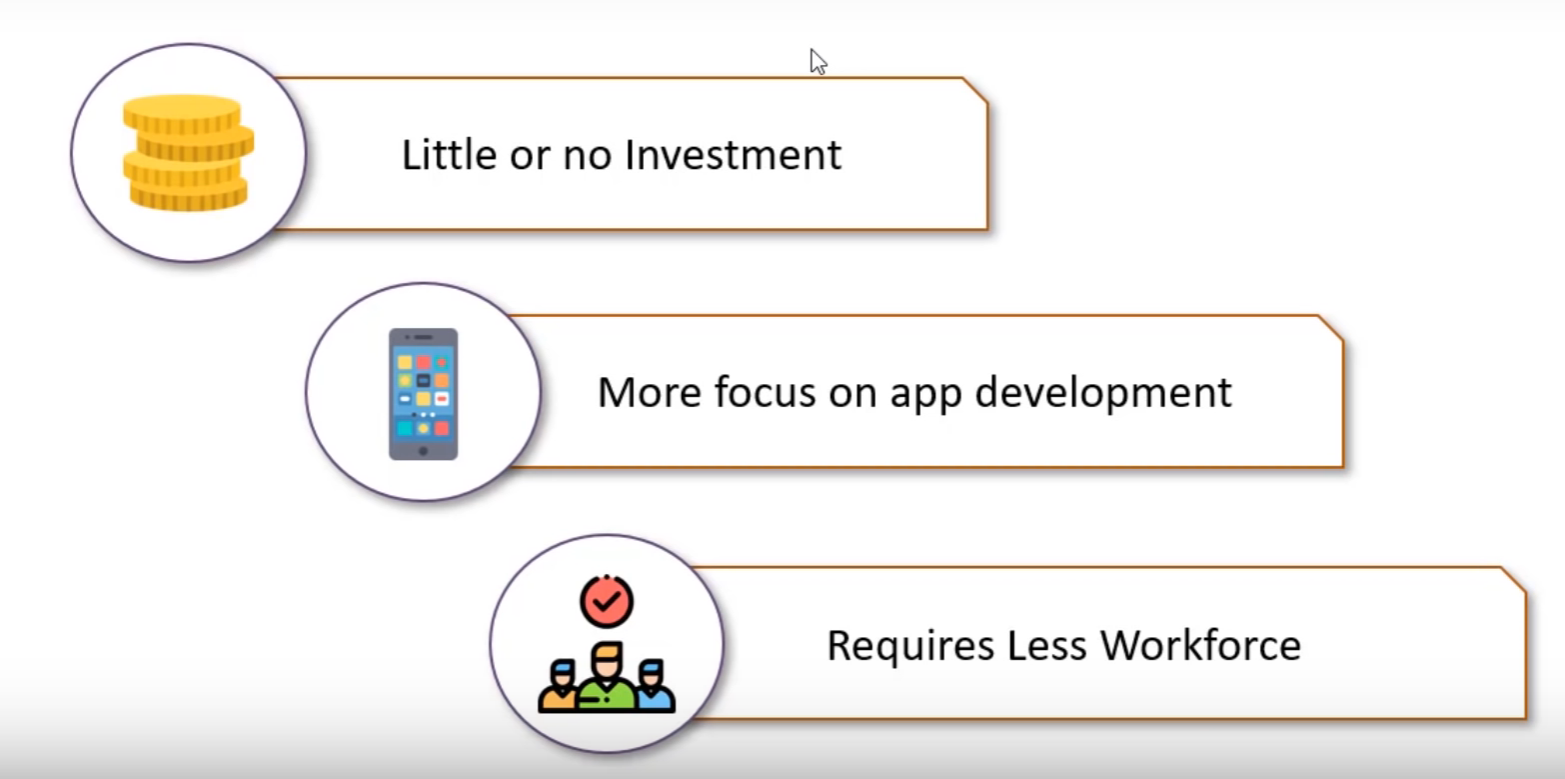 Little or no Investment
More focus on app development
Requires Less Workforce